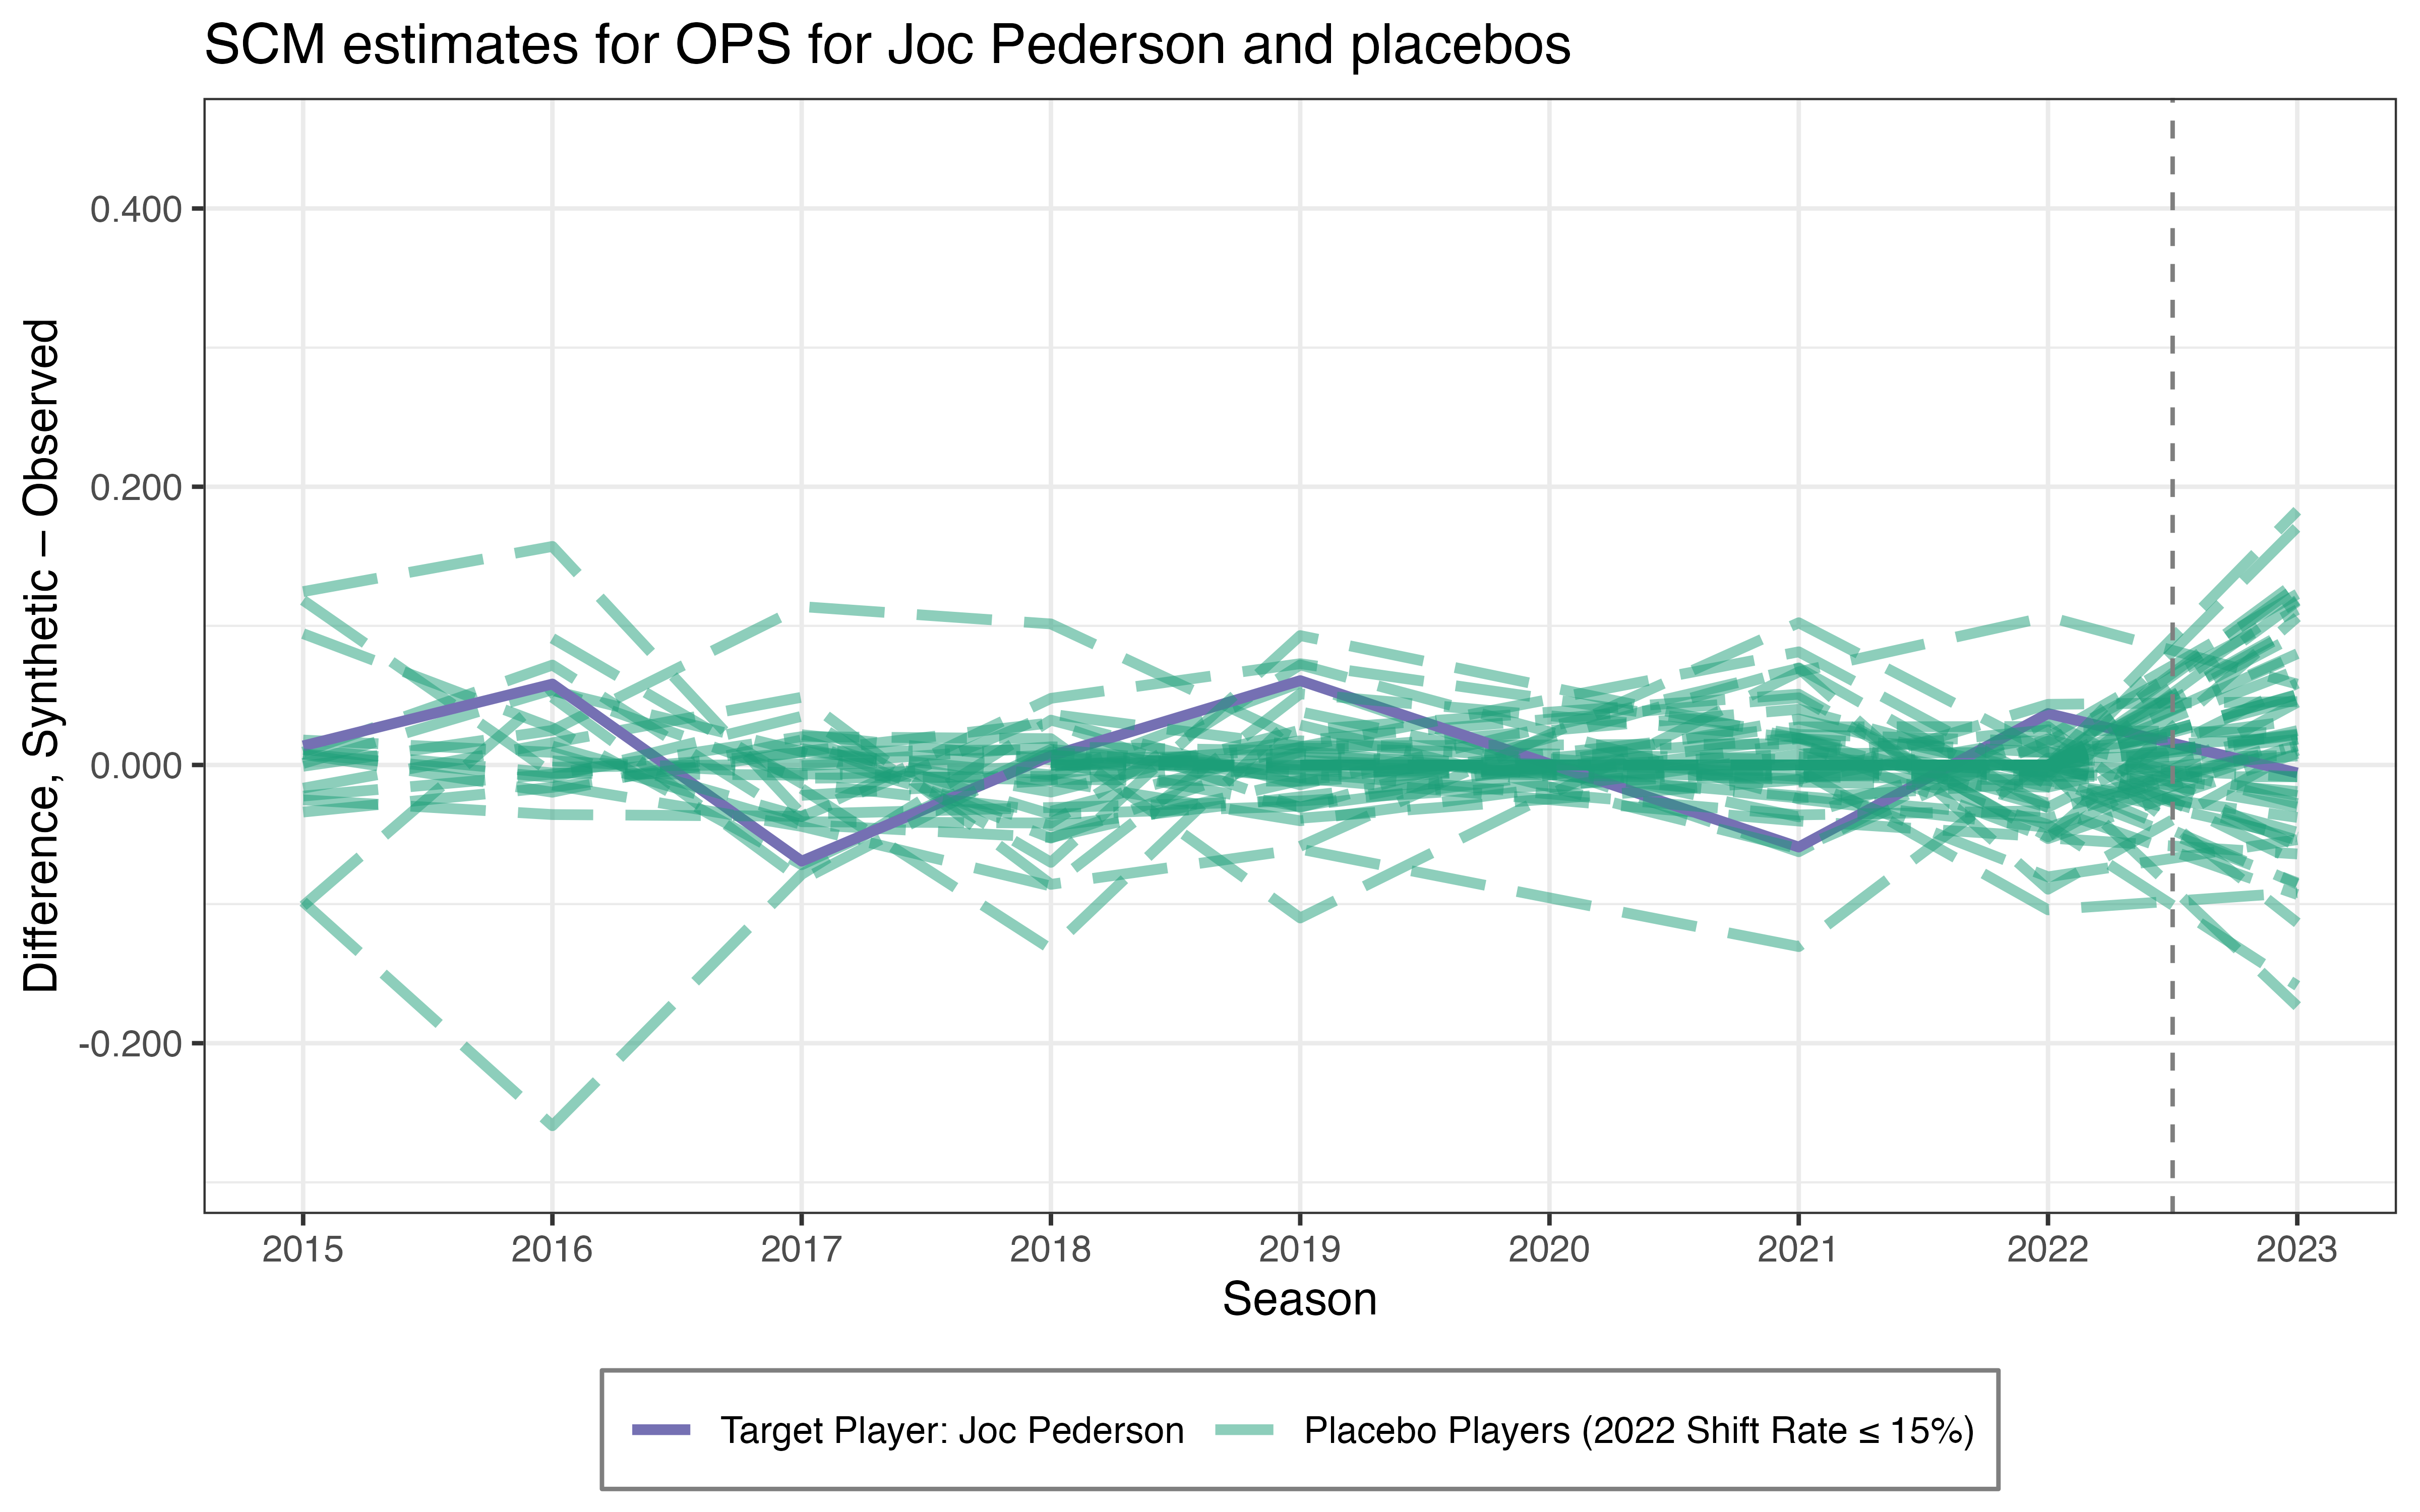 SCM estimates for OPS for Joc Pederson and placebos
Difference, Synthetic − Observed
0.400
0.200
0.000
-0.200
2015 2016 2017 2018 2019 2020 2021 2022 2023
Season
Target Player: Joc Pederson Placebo Players (2022 Shift Rate ≤ 15%)